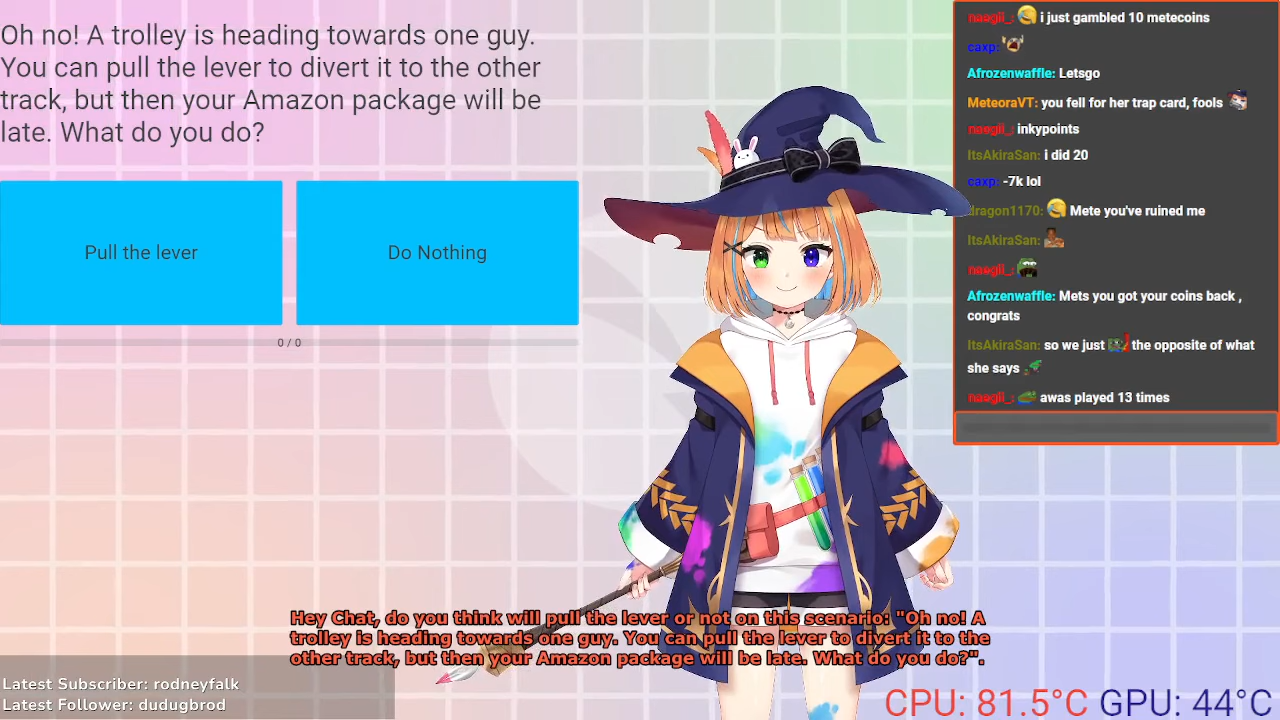 Oh no! A trolley is heading towards one guy.
You can pull the lever to divert it to the other
track, but then your Amazon package will be
late. What do you do?
Pull the lever
Do Nothing
0 / 0
naegii_: i just gambled 10 metecoins
caxp:
Afrozenwaffle: Letsgo
MeteoraVT: you fell for her trap card, fools
naegii_: inkypoints
ItsAkiraSan: i did 20
caxp: -7k lol
dragon1170: Mete you've ruined me
ItsAkiraSan:
naegii_:
Afrozenwaffle: Mets you got your coins back ,
congrats
ItsAkiraSan: so we just the opposite of what
she says
naegii_: awas played 13 times
Hey Chat, do you think will pull the lever or not on this scenario: "Oh no! A
trolley is heading towards one guy. You can pull the lever to divert it to the
other track, but then your Amazon package will be late. What do you do?".
Latest Subscriber: rodneyfalk
Latest Follower: dudugbrod
CPU: 81.5°C GPU: 44°C